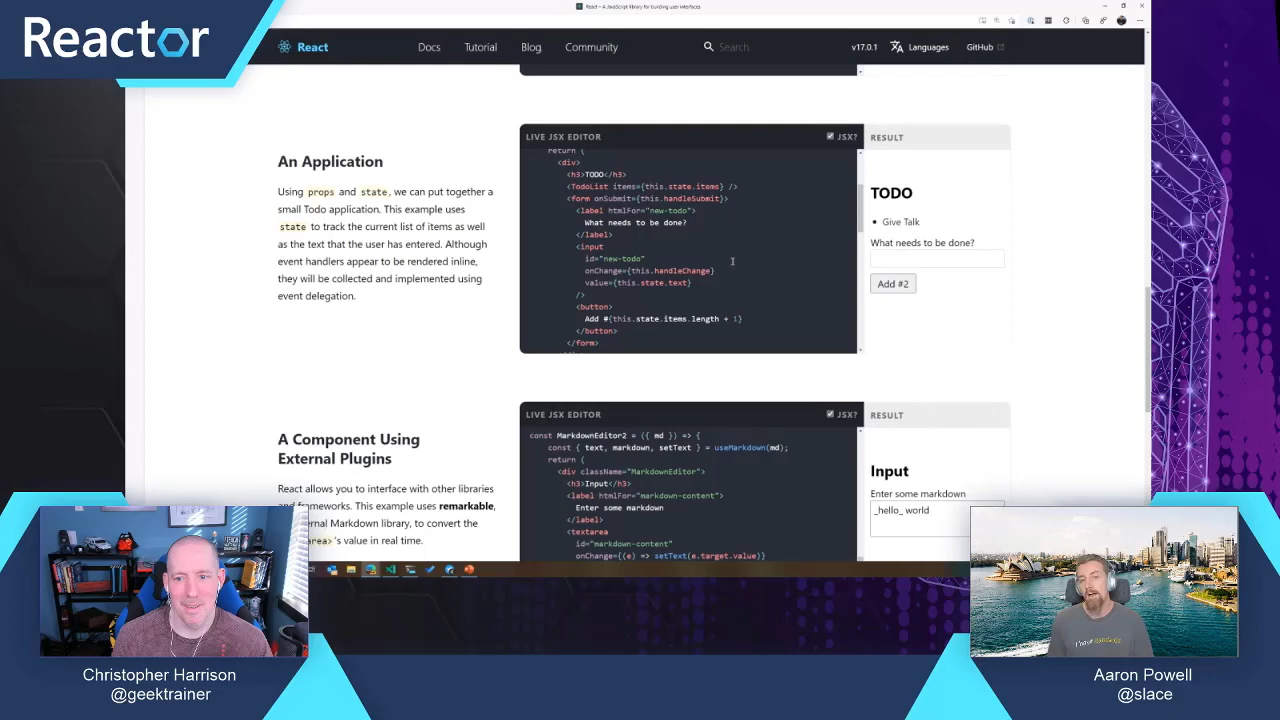 Reactor
React – A JavaScript library for building user interfaces
React
Docs
Tutorial
Blog
Community
Search
v17.0.1
Languages
GitHub
An Application
Using props and state, we can put together a
small Todo application. This example uses
state to track the current list of items as well
as the text that the user has entered. Although
event handlers appear to be rendered inline,
they will be collected and implemented using
event delegation.
LIVE JSX EDITOR
JSX?
return (
<div>
<h3>TODO</h3>
<TodoList items={this.state.items} />
<form onSubmit={this.handleSubmit}>
<label htmlFor="new-todo">
What needs to be done?
</label>
<input
id="new-todo"
onChange={this.handleChange}
value={this.state.text}
/>
<button>
Add #{this.state.items.length + 1}
</button>
</form>
RESULT
TODO
• Give Talk
What needs to be done?
Add #2
A Component Using
External Plugins
React allows you to interface with other libraries
and frameworks. This example uses remarkable,
ernal Markdown library, to convert the
area>'s value in real time.
LIVE JSX EDITOR
JSX?
const MarkdownEditor2 = ({ md }) => {
const { text, markdown, setText } = useMarkdown(md);
return (
<div className="MarkdownEditor">
<h3>Input</h3>
<label htmlFor="markdown-content">
Enter some markdown
</label>
<textarea
id="markdown-content"
onChange={(e) => setText(e.target.value)}
RESULT
Input
Enter some markdown
_hello_ world
Christopher Harrison
@geektrainer
Aaron Powell
@slace